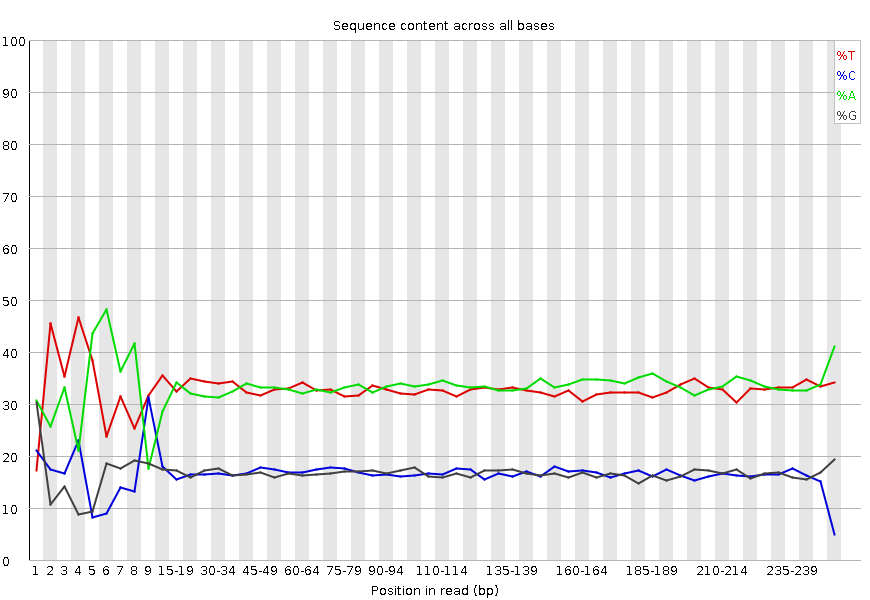 Sequence content across all bases
100
90
80
70
60
50
40
30
20
10
0
%T
%C
%A
%G
1 2 3 4 5 6 7 8 9 15-19 30-34 45-49 60-64 75-79 90-94 110-114 135-139 160-164 185-189 210-214 235-239
Position in read (bp)